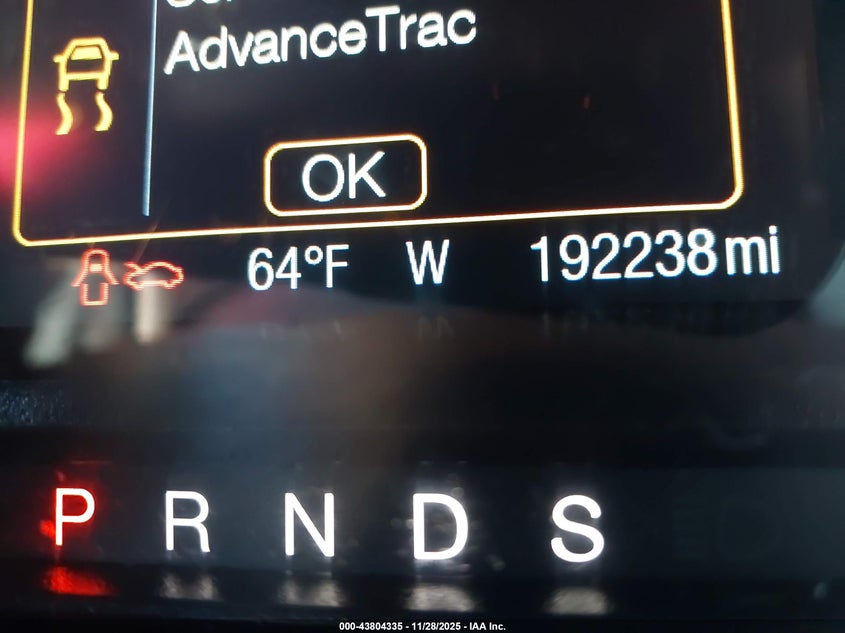 AdvanceTrac
OK
64°F W 192238 mi
P R N D S
000-43804335 - 11/28/2025 - IAA Inc.